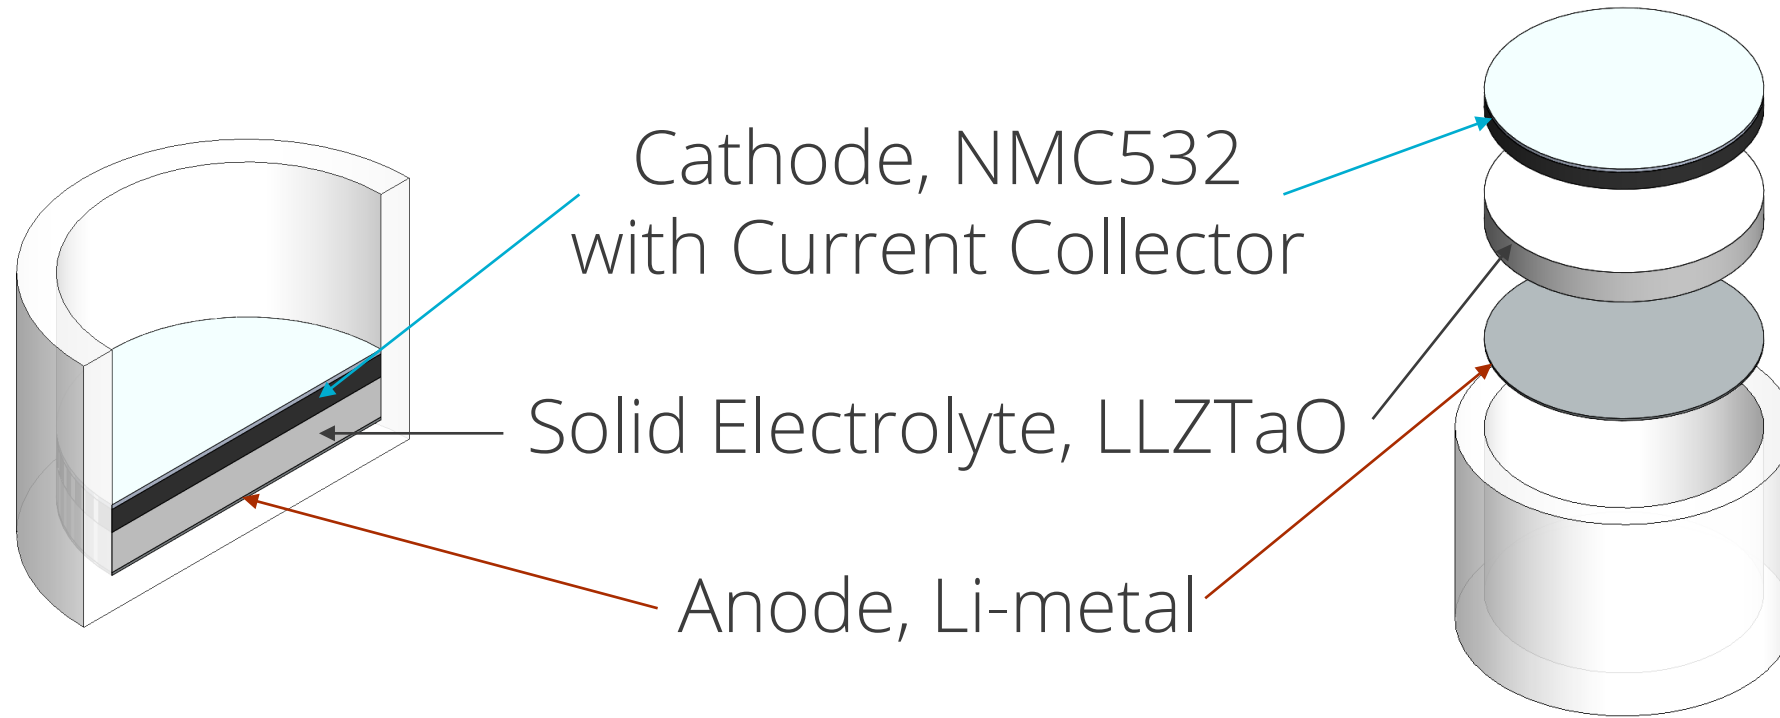 Cathode, NMC532
with Current Collector
Solid Electrolyte, LLZTaO
Anode, Li-metal